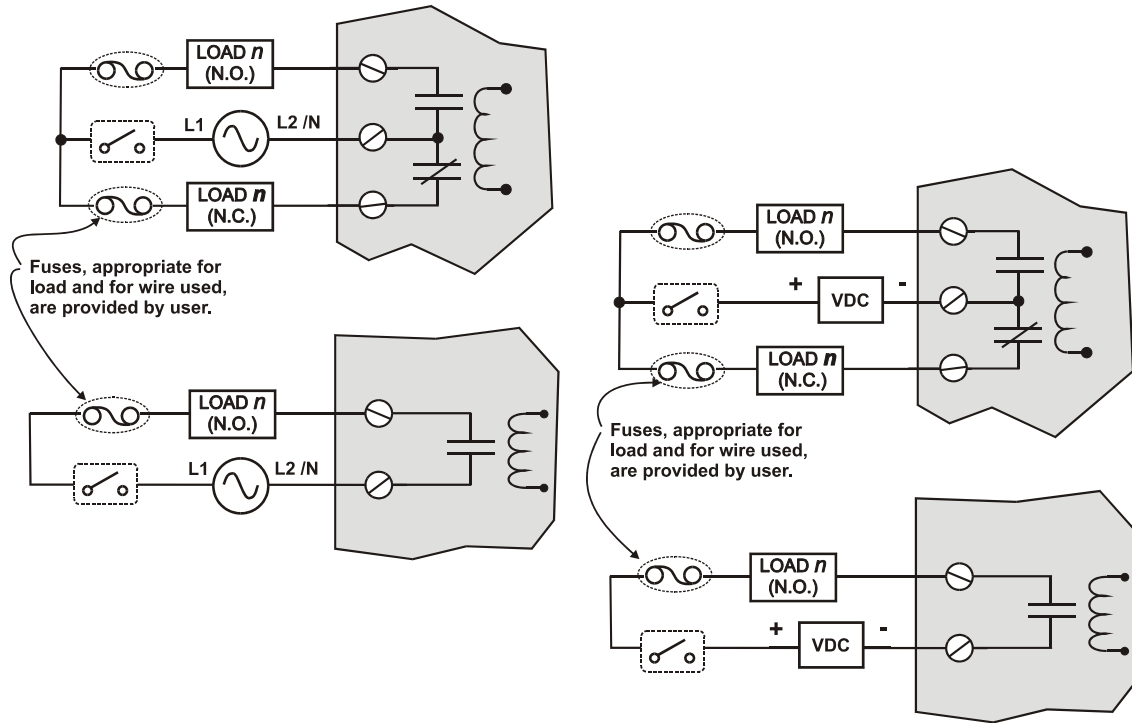 LOAD n
(N.O.)
L1
L2 /N
LOAD n
(N.C.)
Fuses, appropriate for
load and for wire used,
are provided by user.
LOAD n
(N.O.)
L1
L2 /N
LOAD n
(N.O.)
+
VDC
-
LOAD n
(N.C.)
Fuses, appropriate for
load and for wire used,
are provided by user.
LOAD n
(N.O.)
+
VDC
-